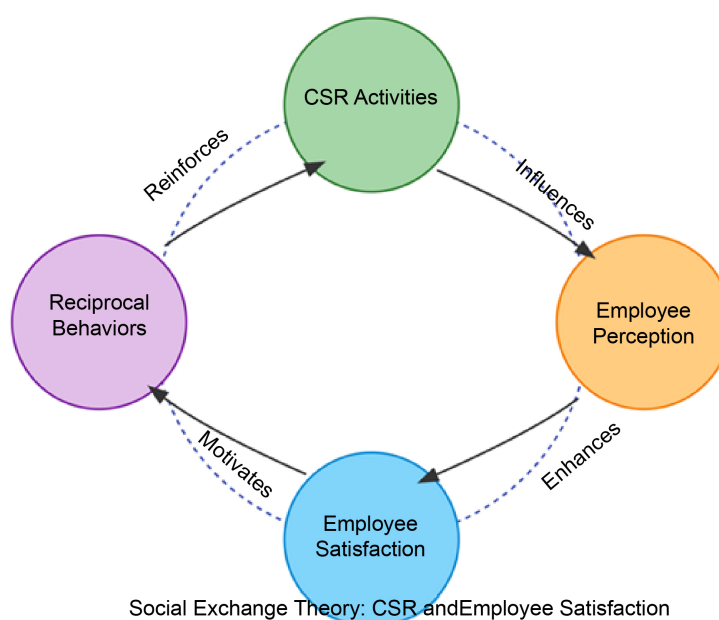 CSR Activities
Reinforces
Influences
Reciprocal
Behaviors
Employee
Perception
Motivates
Enhances
Employee
Satisfaction
Social Exchange Theory: CSR andEmployee Satisfaction